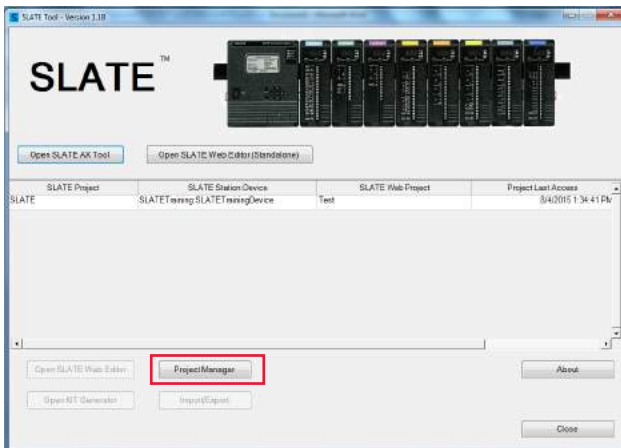 SLATE Tool - Version 1.18
SLATE™
Open SLATE AX Tool
Open SLATE Web Editor (Standalone)
SLATE Project SLATE Station:Device SLATE Web Project Project Last Access
SLATE SLATETraining:SLATETrainingDevice Test 8/4/2015 1:34:41 PM
Open SLATE Web Editor
Project Manager
About
Open KIT Generator
Import/Export
Close